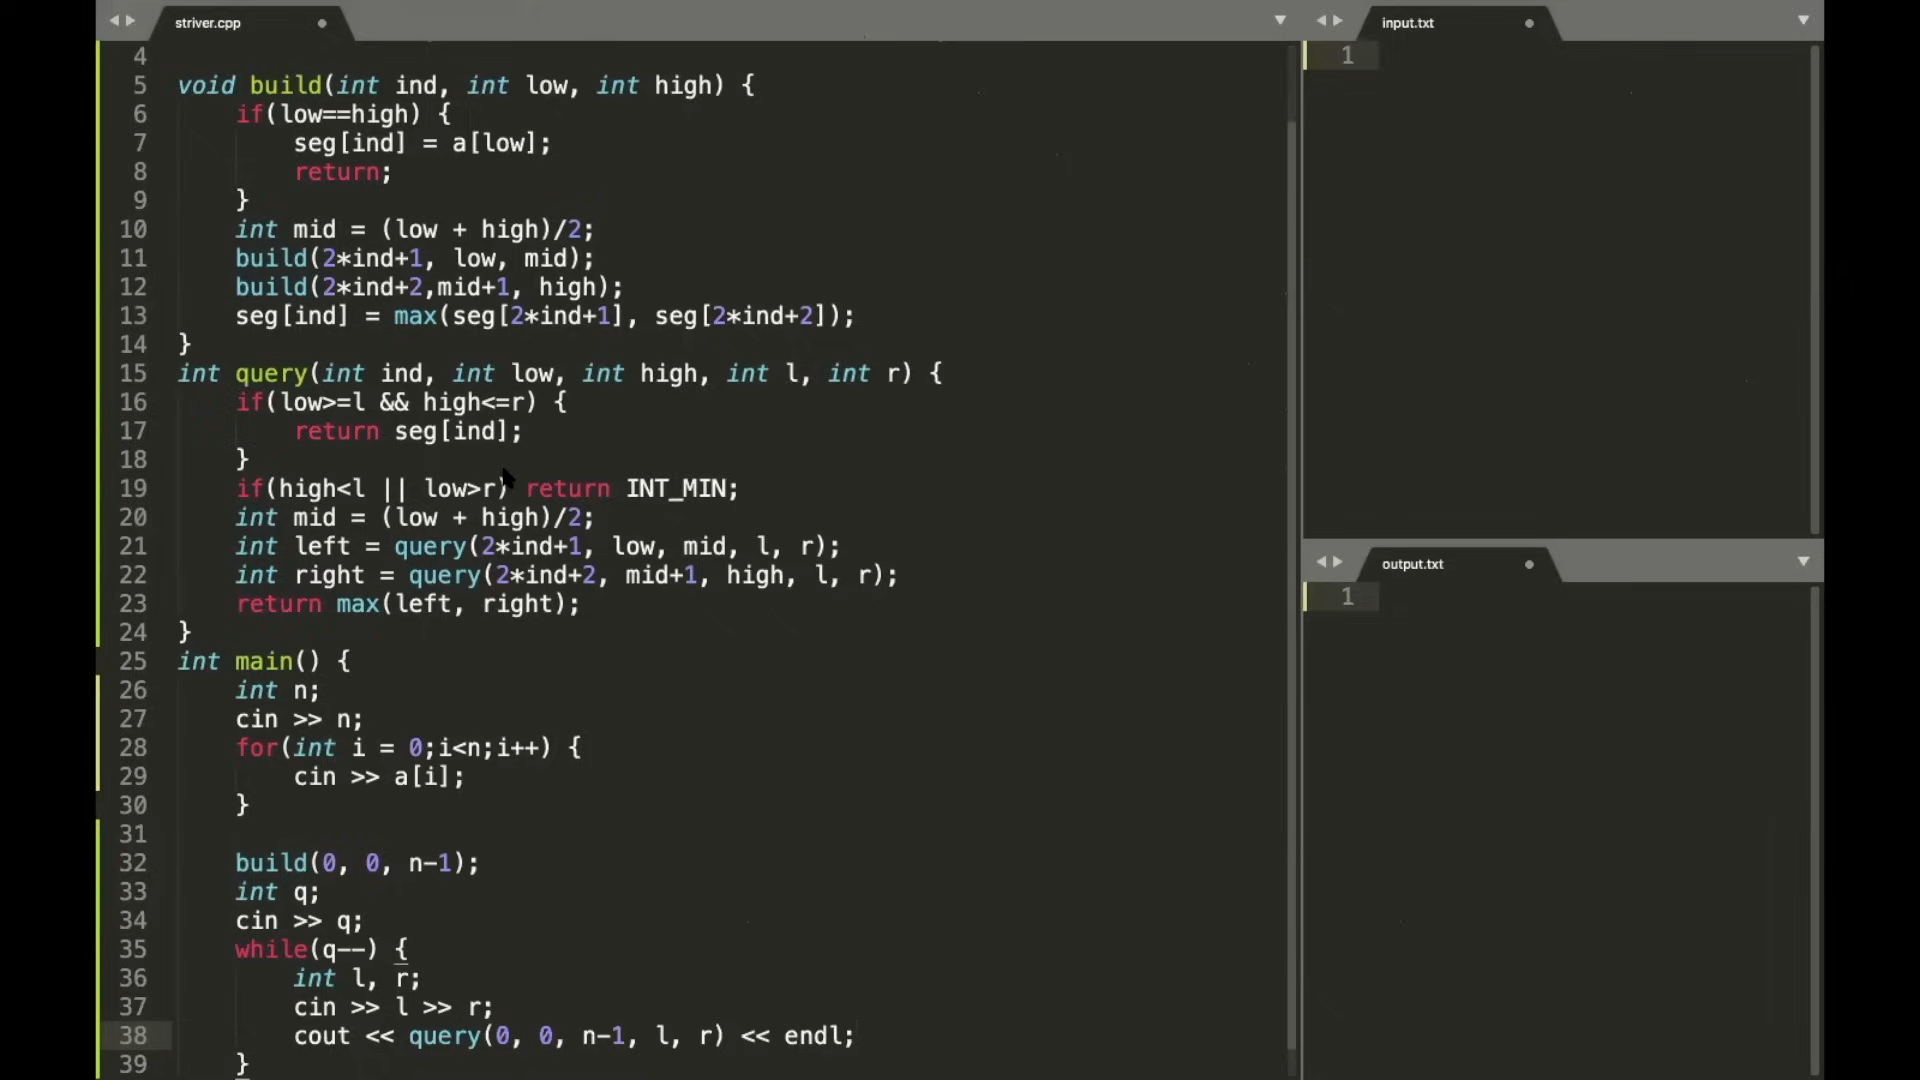 striver.cpp
4
5 void build(int ind, int low, int high) {
6     if(low==high) {
7         seg[ind] = a[low];
8         return;
9     }
10     int mid = (low + high)/2;
11     build(2*ind+1, low, mid);
12     build(2*ind+2,mid+1, high);
13     seg[ind] = max(seg[2*ind+1], seg[2*ind+2]);
14 }
15 int query(int ind, int low, int high, int l, int r) {
16     if(low>=l && high<=r) {
17         return seg[ind];
18     }
19     if(high<l || low>r) return INT_MIN;
20     int mid = (low + high)/2;
21     int left = query(2*ind+1, low, mid, l, r);
22     int right = query(2*ind+2, mid+1, high, l, r);
23     return max(left, right);
24 }
25 int main() {
26     int n;
27     cin >> n;
28     for(int i = 0;i<n;i++) {
29         cin >> a[i];
30     }
31
32     build(0, 0, n-1);
33     int q;
34     cin >> q;
35     while(q--) {
36         int l, r;
37         cin >> l >> r;
38         cout << query(0, 0, n-1, l, r) << endl;
39     }
input.txt
1
output.txt
1